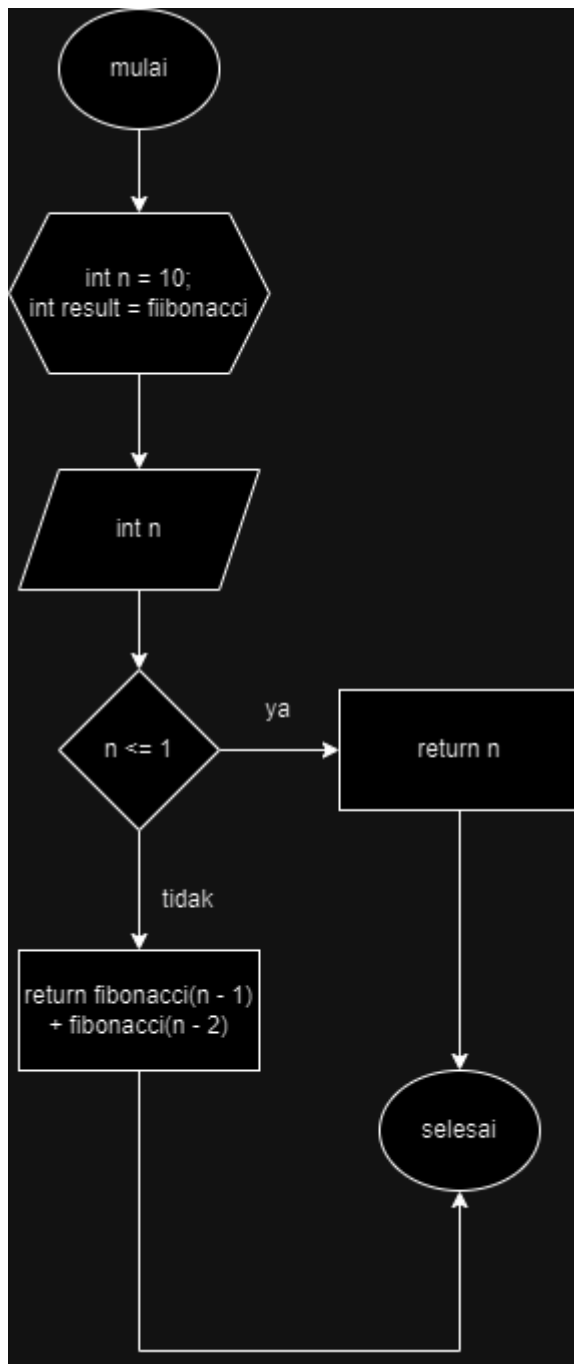 mulai
int n = 10;
int result = fiibonacci
int n
n <= 1
ya
return n
tidak
return fibonacci(n - 1)
+ fibonacci(n - 2)
selesai